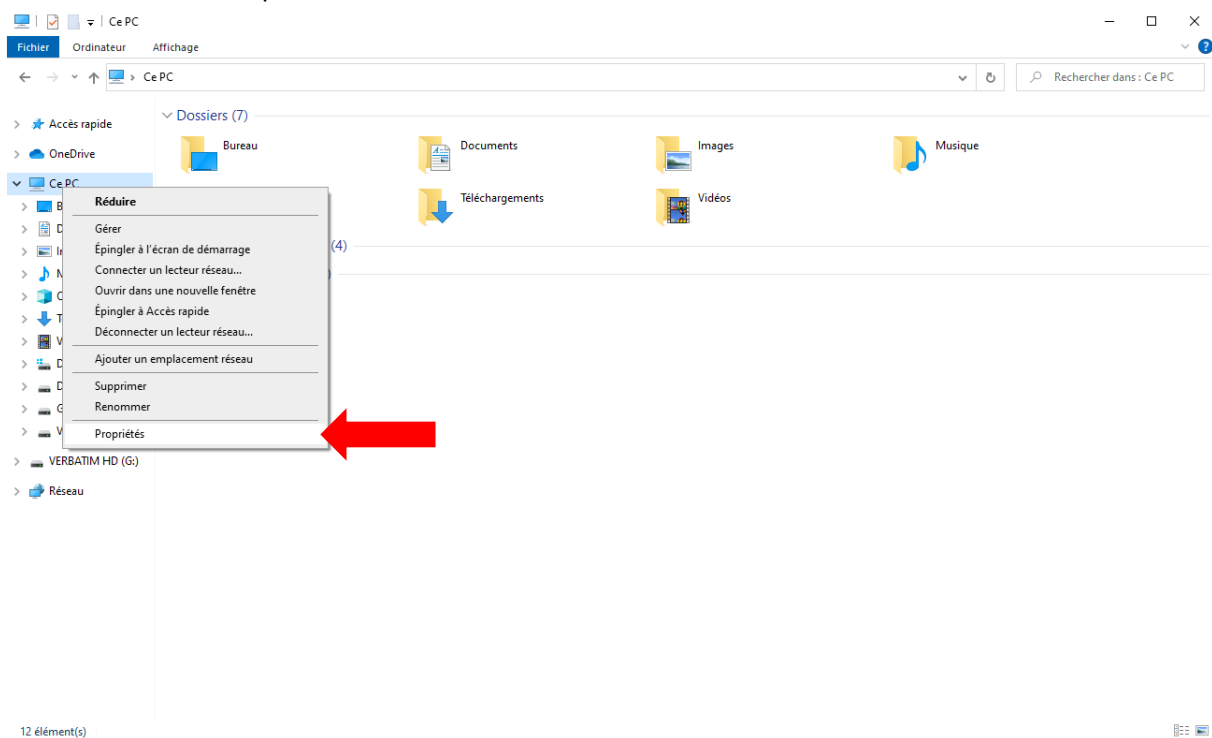 Ce PC
Fichier Ordinateur Affichage
Ce PC
Rechercher dans : Ce PC
Accès rapide
OneDrive
Ce PC
B
D
Ir
M
C
T
V
D
D
G
V
VERBATIM HD (G:)
Réseau
Réduire
Gérer
Épingler à l'écran de démarrage
Connecter un lecteur réseau...
Ouvrir dans une nouvelle fenêtre
Épingler à Accès rapide
Déconnecter un lecteur réseau...
Ajouter un emplacement réseau
Supprimer
Renommer
Propriétés
Dossiers (7)
Bureau Documents Images Musique
Téléchargements Vidéos
(4)
12 élément(s)